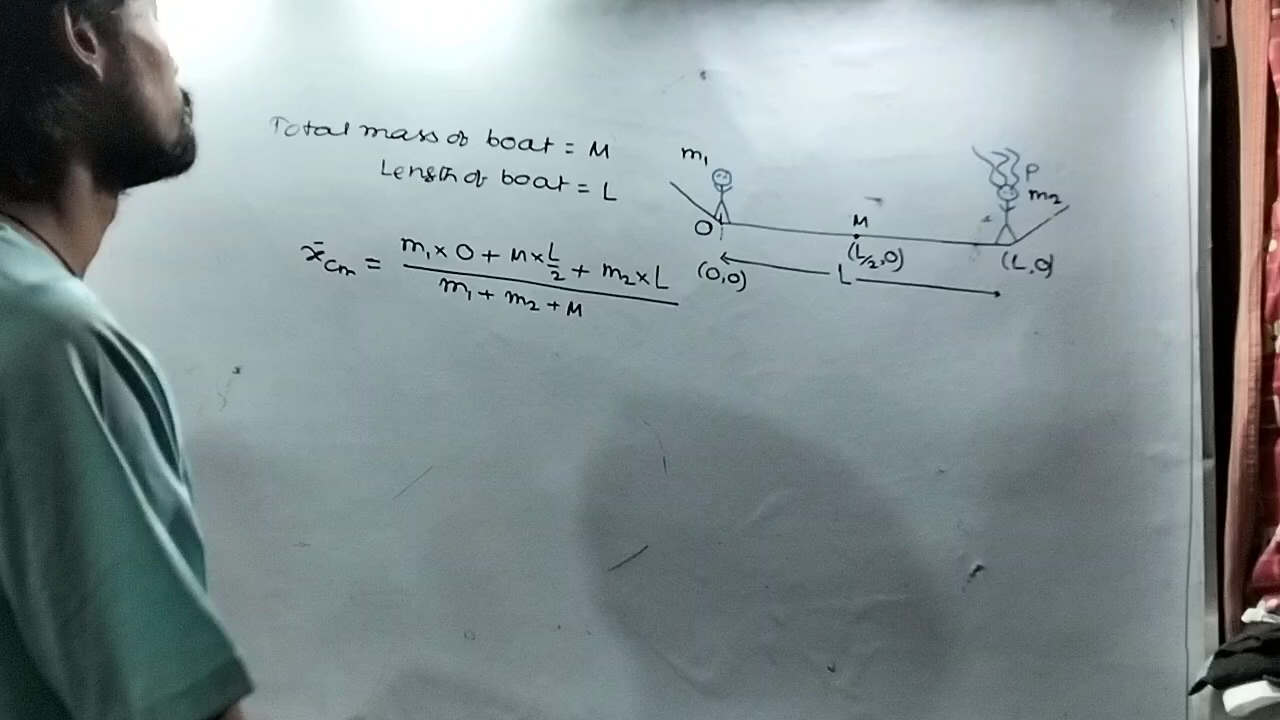 Total mass of boat = M
Length of boat = L
x̄cm = (m₁ × 0 + M × L/2 + m₂ × L) / (m₁ + m₂ + M)
m₁
P
m₂
M
O
(0,0)
(L/2,0)
(L,0)
L